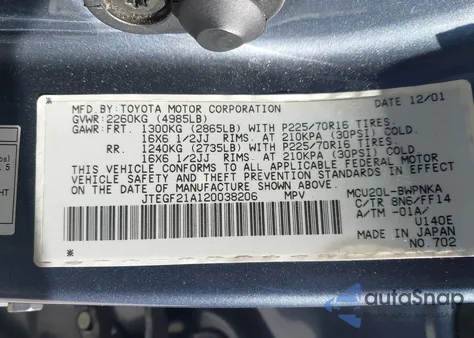 MFD.BY:TOYOTA MOTOR CORPORATION DATE 12/01
GVWR:2260KG (4985LB)
GAWR:FRT. 1300KG (2865LB) WITH P225/70R16 TIRES.
16X6 1/2JJ RIMS. AT 210KPA (30PSI) COLD.
RR. 1240KG (2735LB) WITH P225/70R16 TIRES.
16X6 1/2JJ RIMS. AT 210KPA (30PSI) COLD.
THIS VEHICLE CONFORMS TO ALL APPLICABLE FEDERAL MOTOR
VEHICLE SAFETY AND THEFT PREVENTION STANDARDS IN EFFECT ON THE
DATE OF MANUFACTURE SHOWN ABOVE.
JTEGF21A120038206 MPV MCU20L-BWPNKA
C/TR 8N6/FF14
A/TM -01A/
U140E
MADE IN JAPAN
NO.702
autoSnap